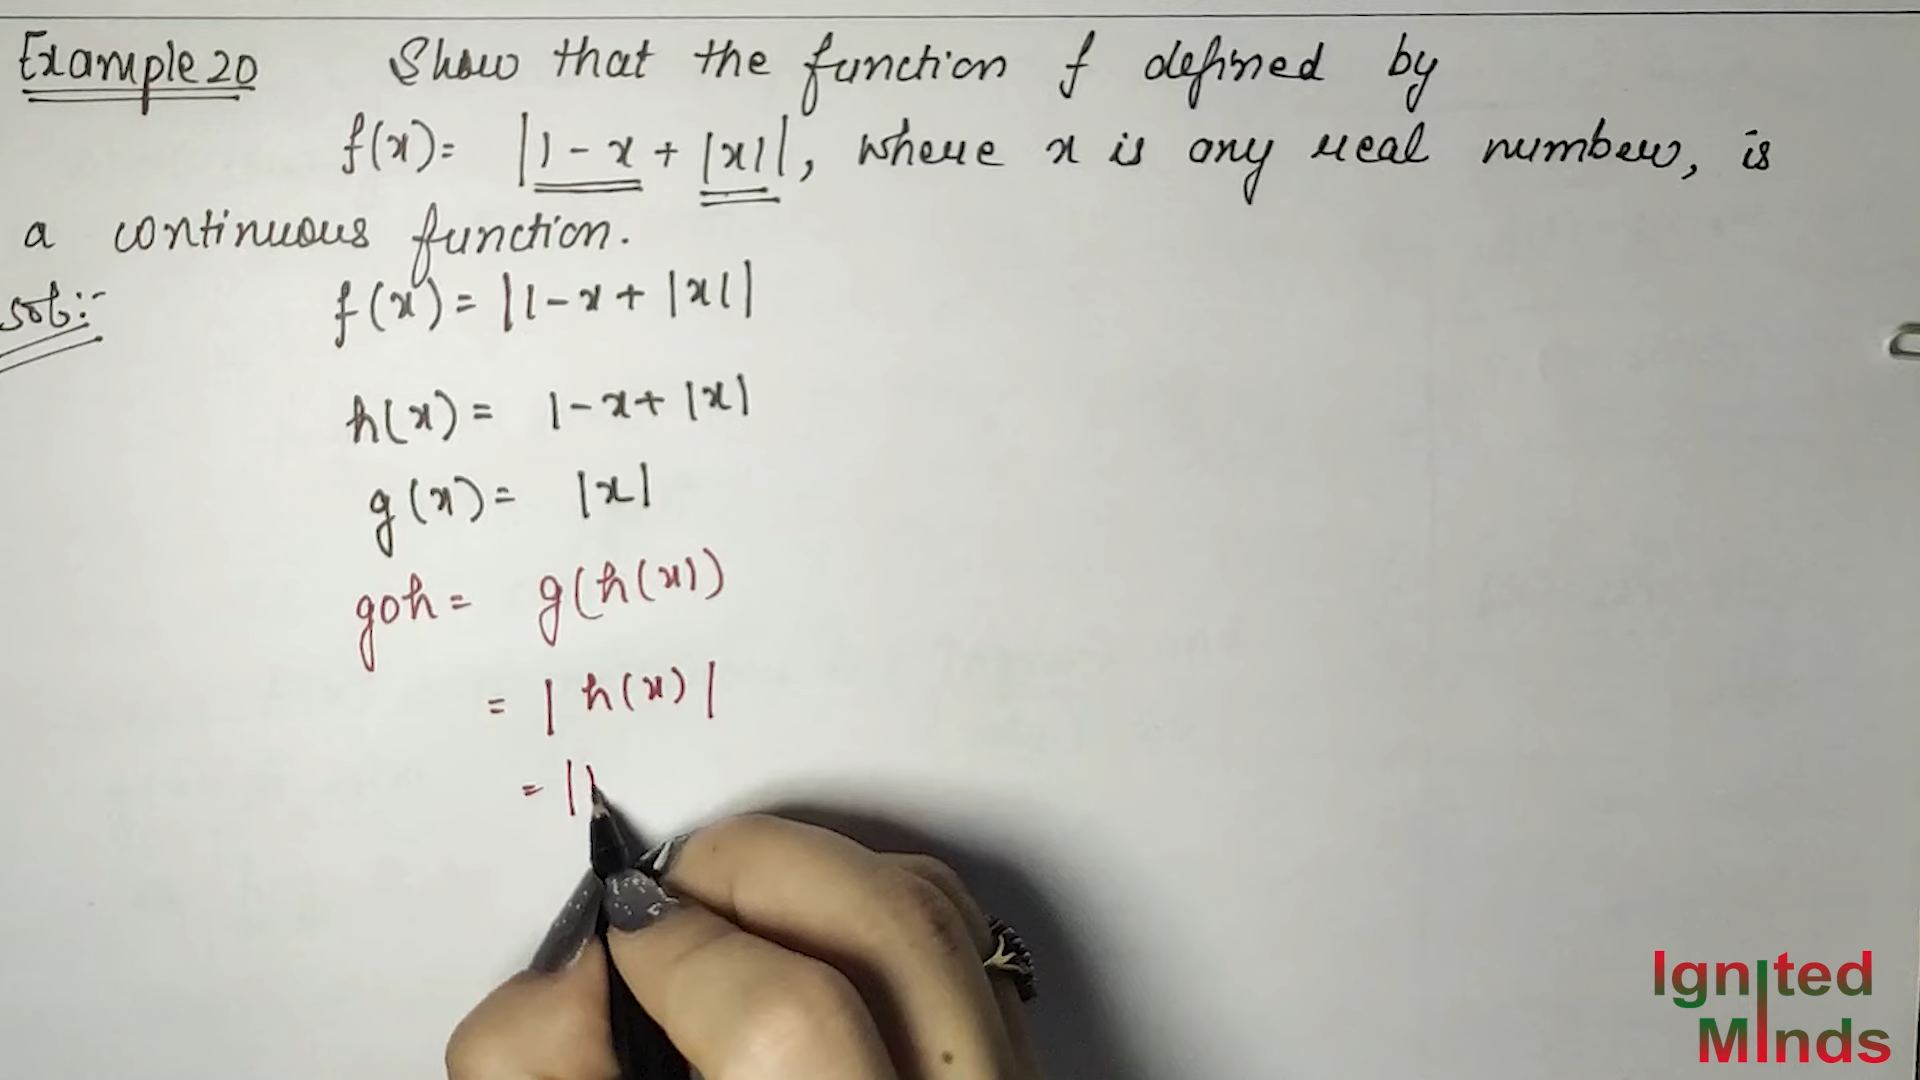 Example 20 Show that the function f defined by
f(x) = |1 - x + |x||, where x is any real number, is
a continuous function.
Sol:- f(x) = |1 - x + |x||
h(x) = 1 - x + |x|
g(x) = |x|
goh = g(h(x))
= |h(x)|
= |1
Ignited
Minds